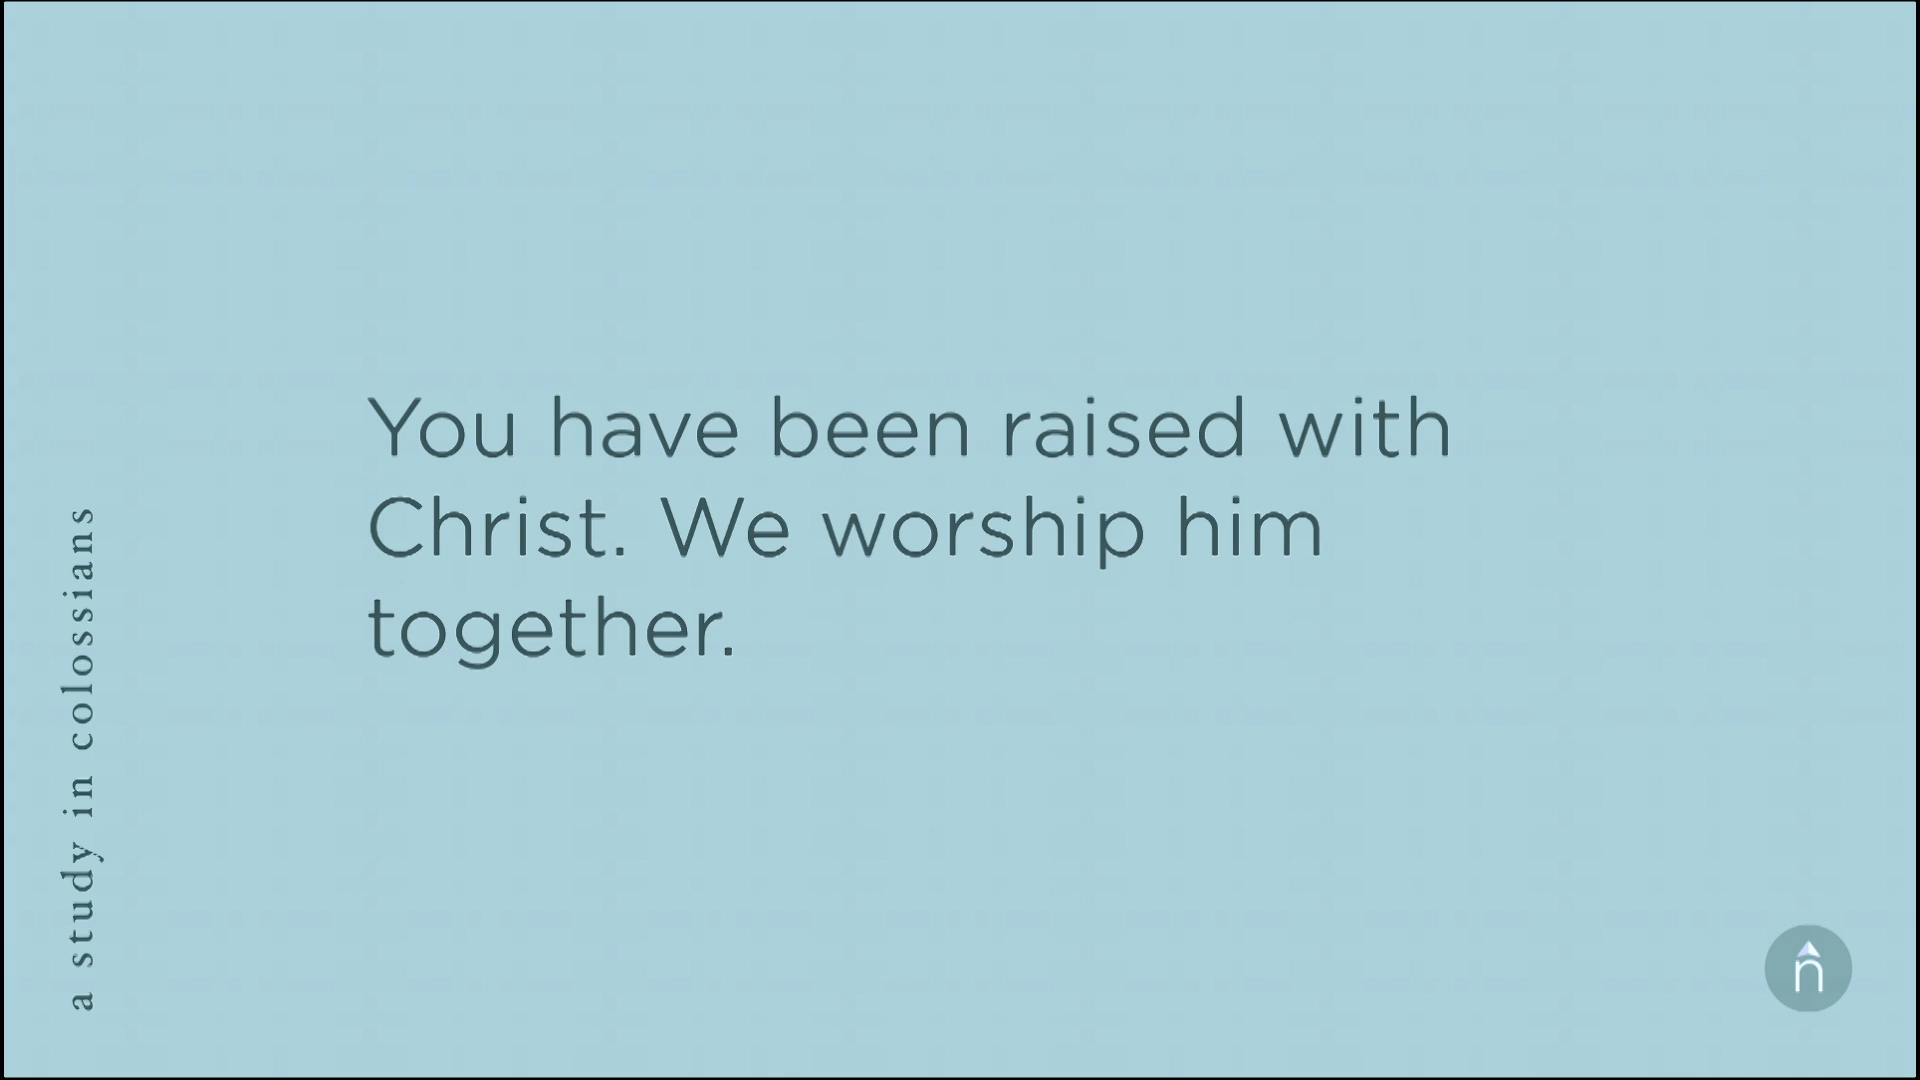 You have been raised with
Christ. We worship him
together.
a study in colossians
n